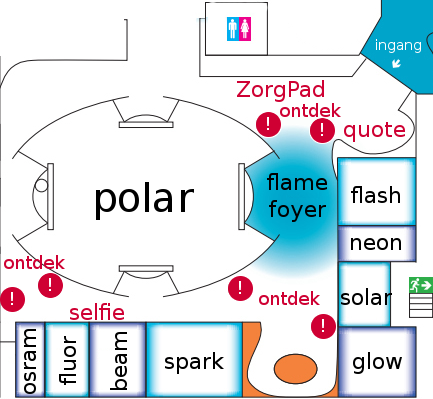 ingang
ZorgPad
ontdek
! !
quote
flame
foyer
polar
flash
neon
ontdek
! !
solar
! ontdek
!
selfie
osram
fluor
beam
spark
glow